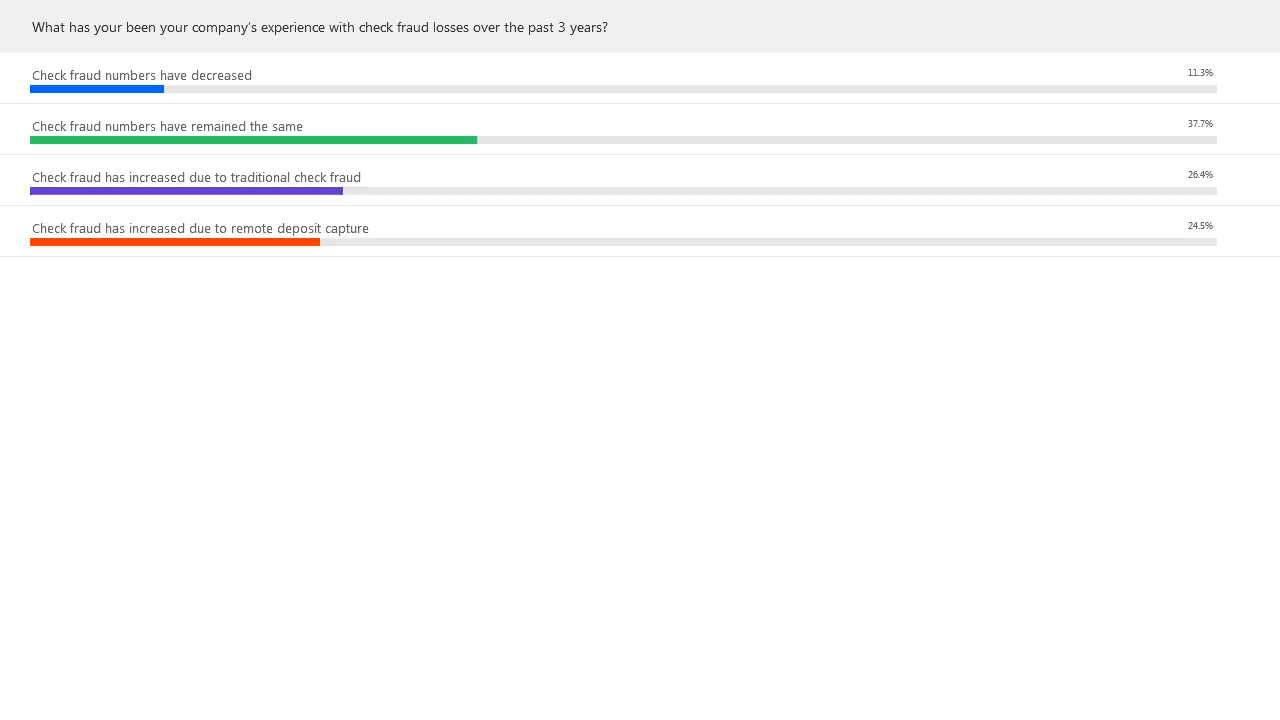 What has your been your company's experience with check fraud losses over the past 3 years?
Check fraud numbers have decreased
11.3%
Check fraud numbers have remained the same
37.7%
Check fraud has increased due to traditional check fraud
26.4%
Check fraud has increased due to remote deposit capture
24.5%